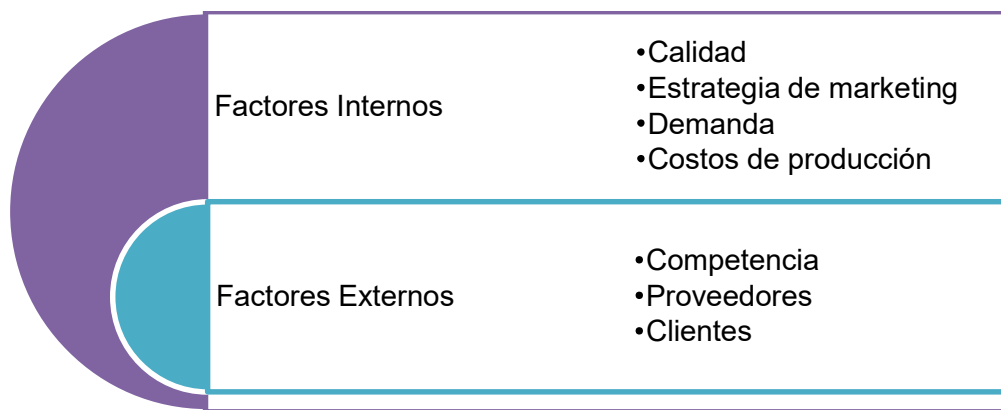 Factores Internos
•Calidad
•Estrategia de marketing
•Demanda
•Costos de producción
Factores Externos
•Competencia
•Proveedores
•Clientes